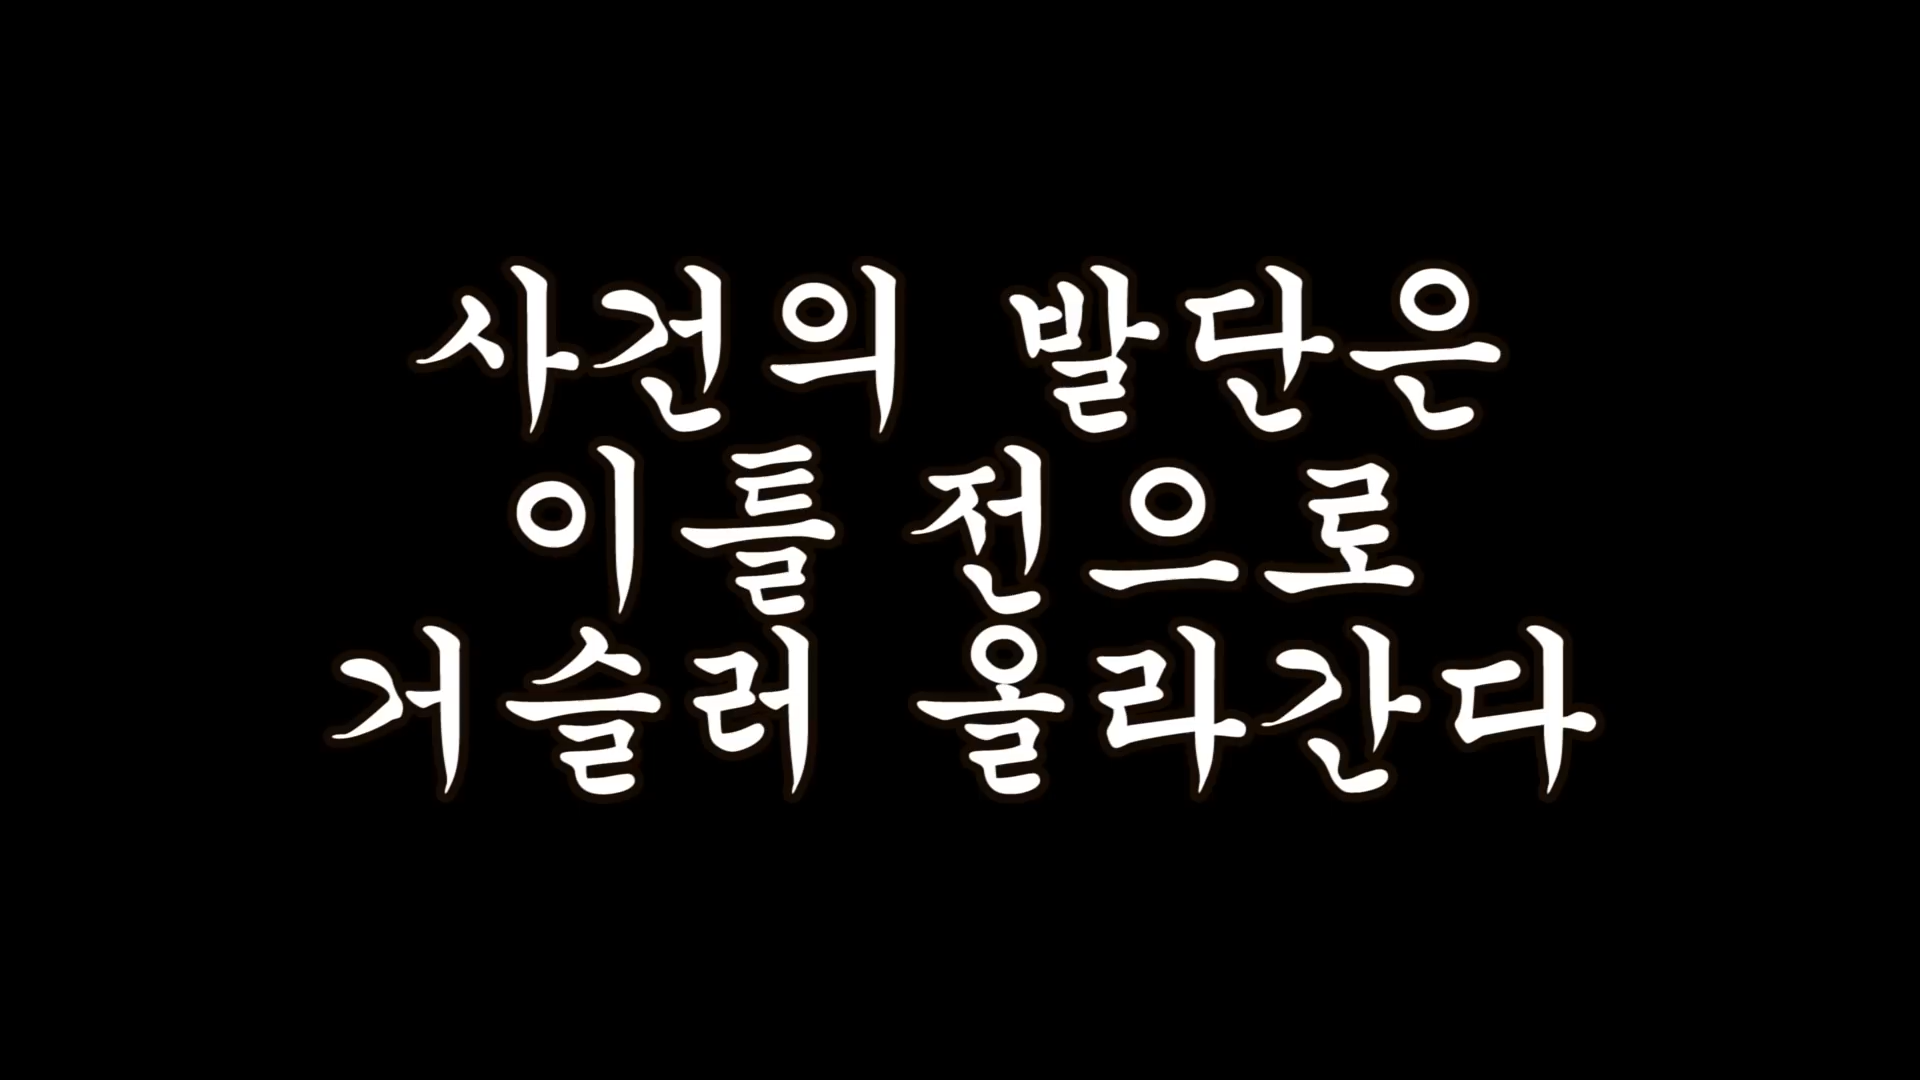 사건의 발단은
이틀 전으로
거슬러 올라간다